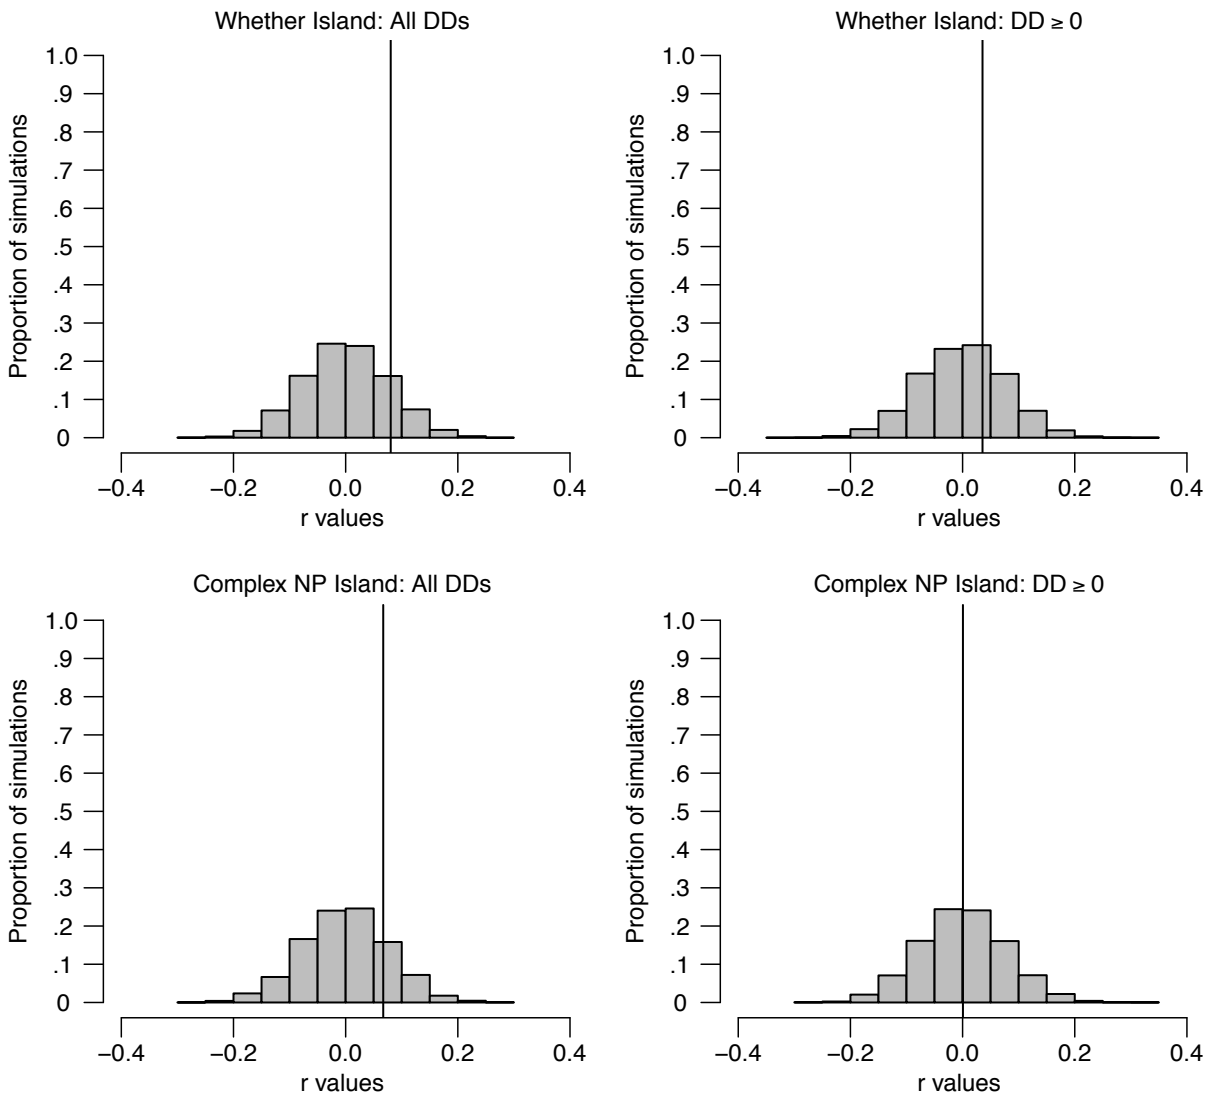 Whether Island: All DDs
Proportion of simulations
1.0
.9
.8
.7
.6
.5
.4
.3
.2
.1
0
−0.4 −0.2 0.0 0.2 0.4
r values
Whether Island: DD ≥ 0
Proportion of simulations
1.0
.9
.8
.7
.6
.5
.4
.3
.2
.1
0
−0.4 −0.2 0.0 0.2 0.4
r values
Complex NP Island: All DDs
Proportion of simulations
1.0
.9
.8
.7
.6
.5
.4
.3
.2
.1
0
−0.4 −0.2 0.0 0.2 0.4
r values
Complex NP Island: DD ≥ 0
Proportion of simulations
1.0
.9
.8
.7
.6
.5
.4
.3
.2
.1
0
−0.4 −0.2 0.0 0.2 0.4
r values